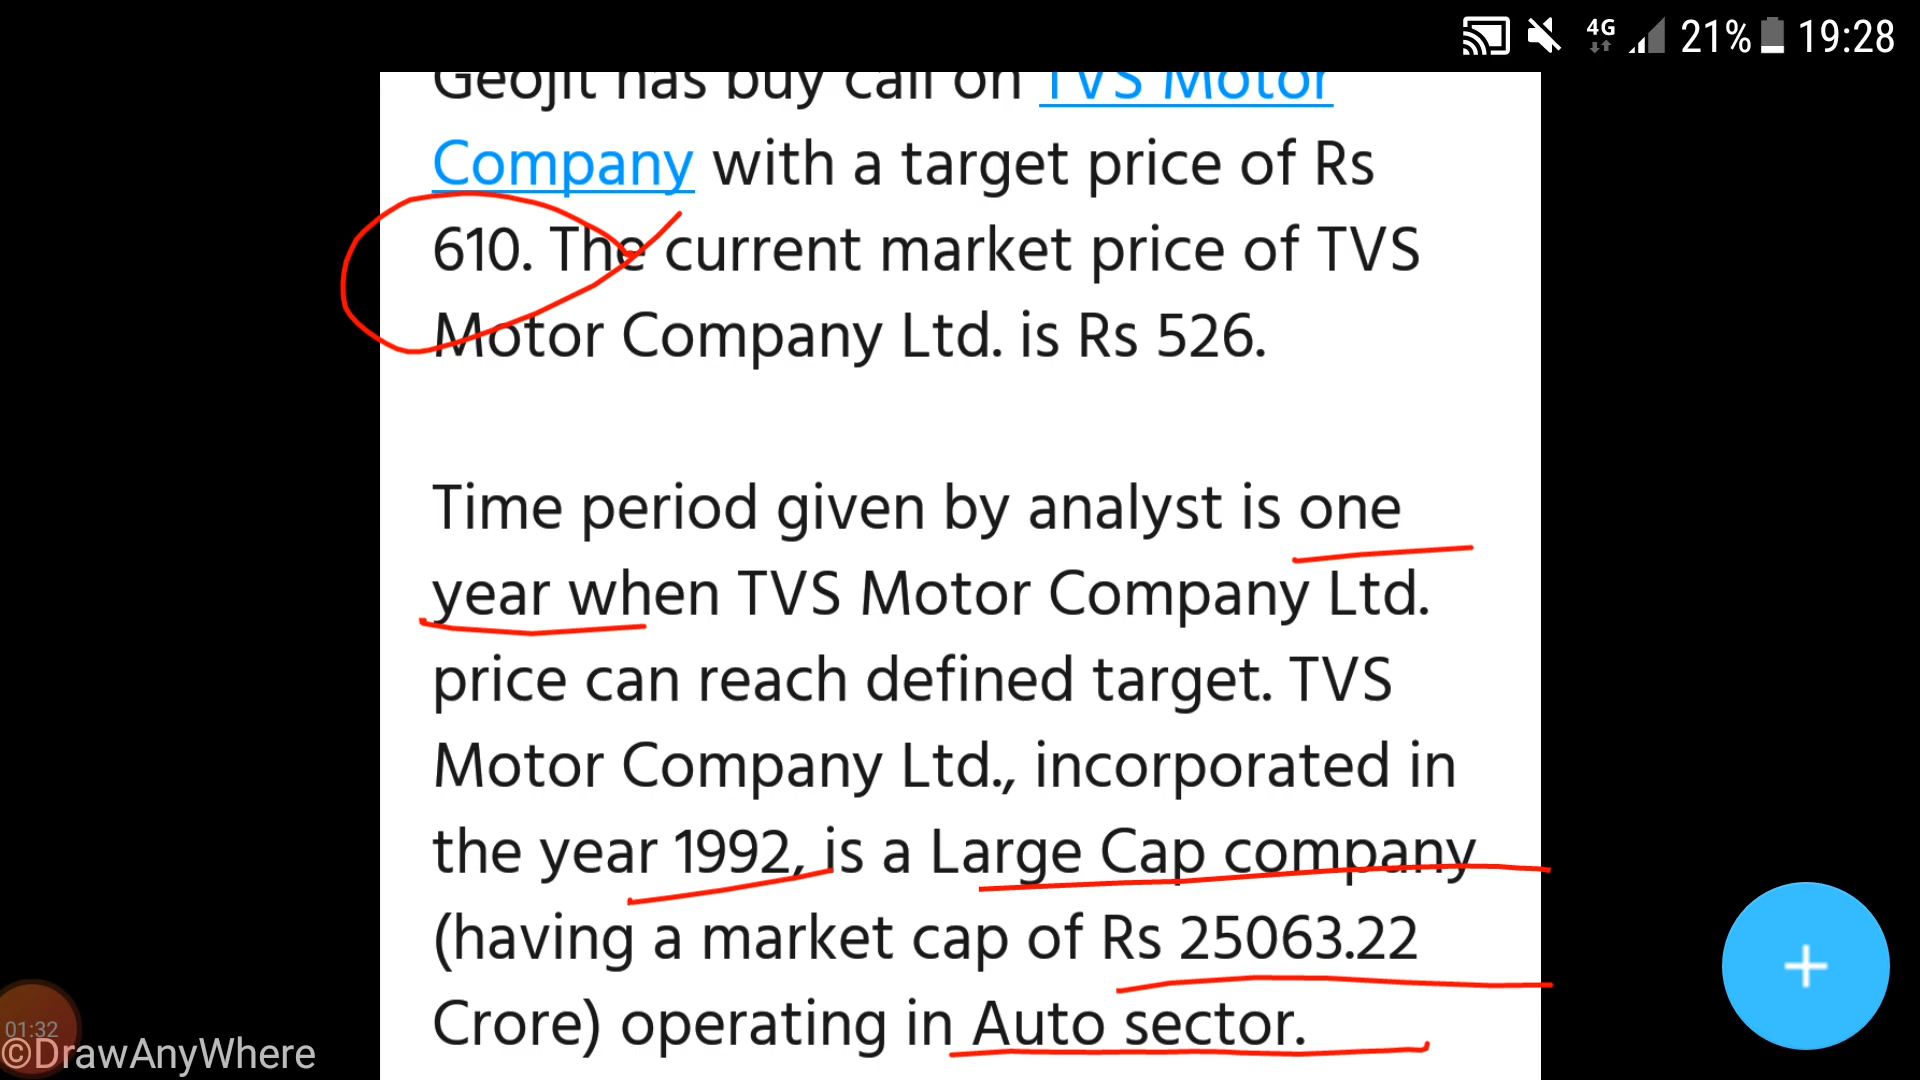 4G 21% 19:28
Geojit has buy call on TVS Motor
Company with a target price of Rs
610. The current market price of TVS
Motor Company Ltd. is Rs 526.
Time period given by analyst is one
year when TVS Motor Company Ltd.
price can reach defined target. TVS
Motor Company Ltd., incorporated in
the year 1992, is a Large Cap company
(having a market cap of Rs 25063.22
Crore) operating in Auto sector.
01:32
©DrawAnyWhere